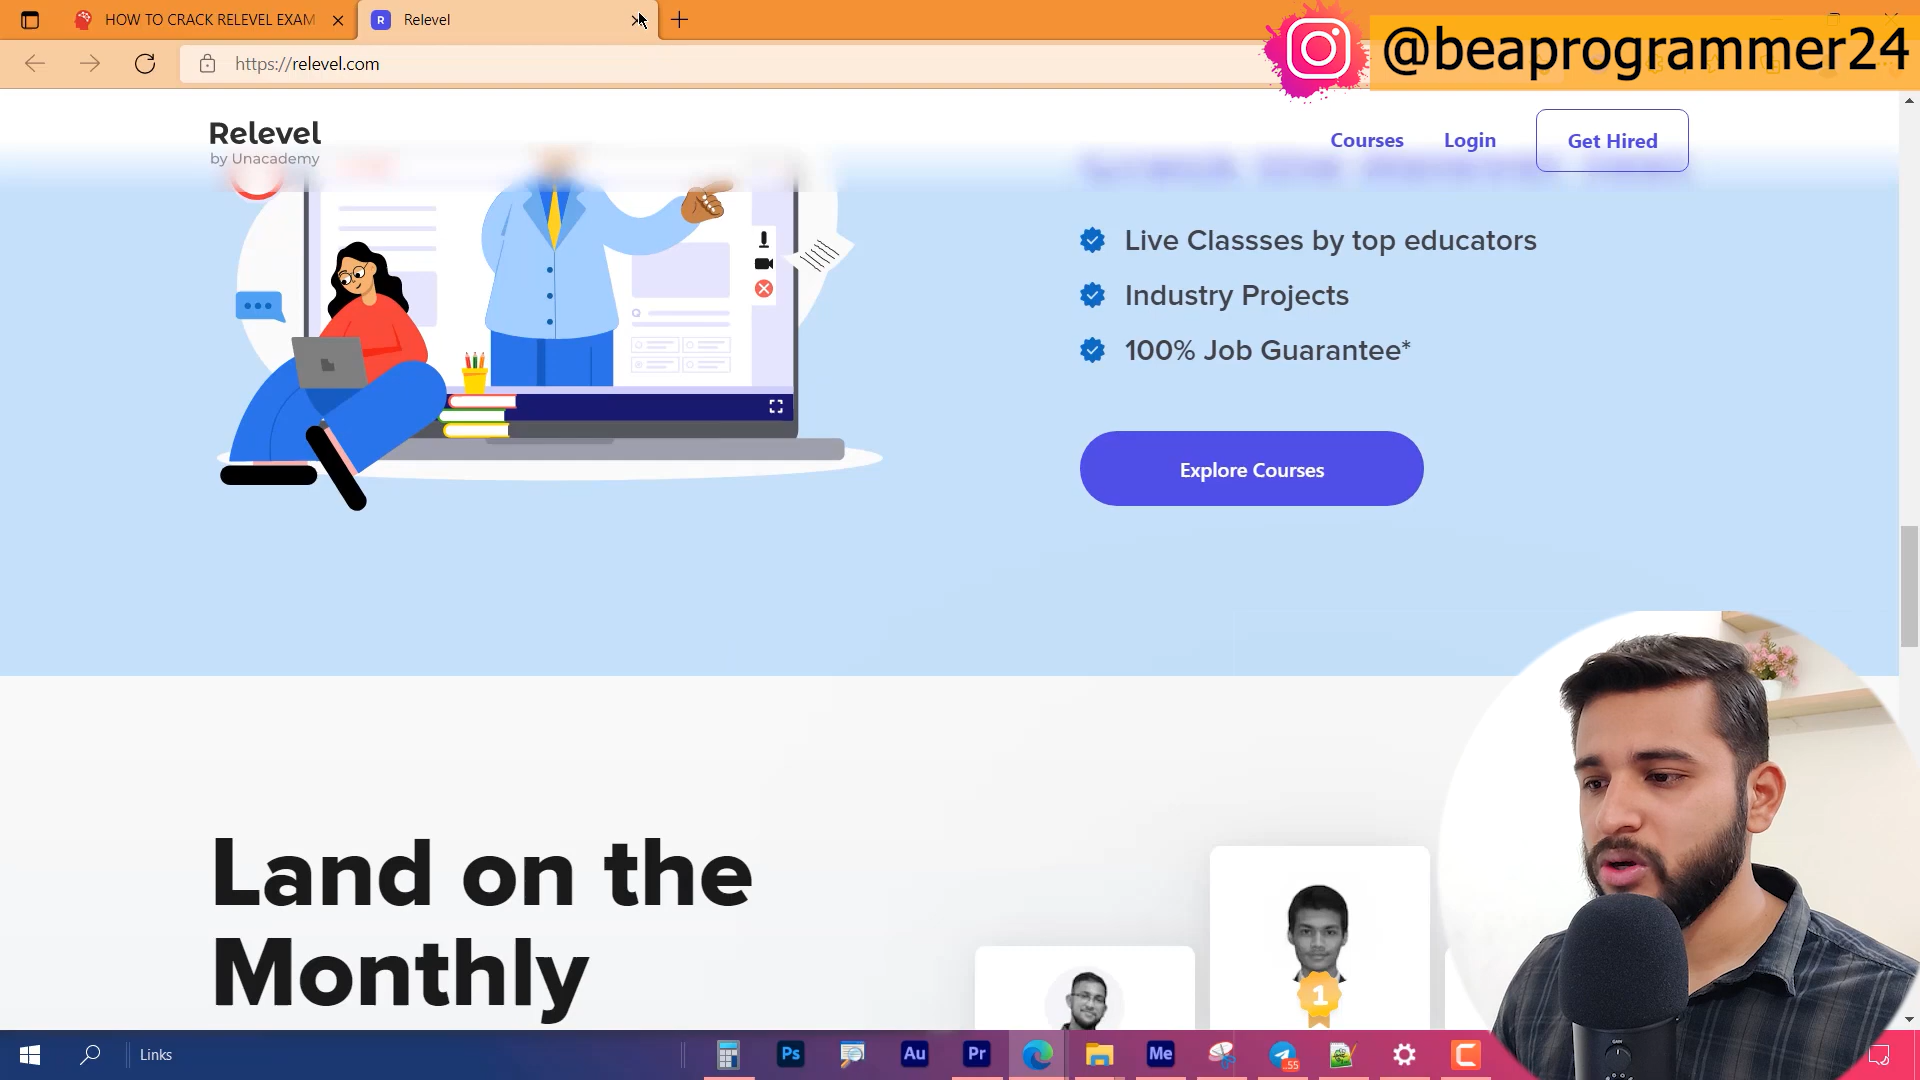 HOW TO CRACK RELEVEL EXAM
R
Relevel
@beaprogrammer24
https://relevel.com
Relevel
by Unacademy
Courses
Login
Get Hired
Live Classses by top educators
Industry Projects
100% Job Guarantee*
Explore Courses
Land on the
Monthly
1
Links
Ps
Au
Pr
Me
55
GAIN